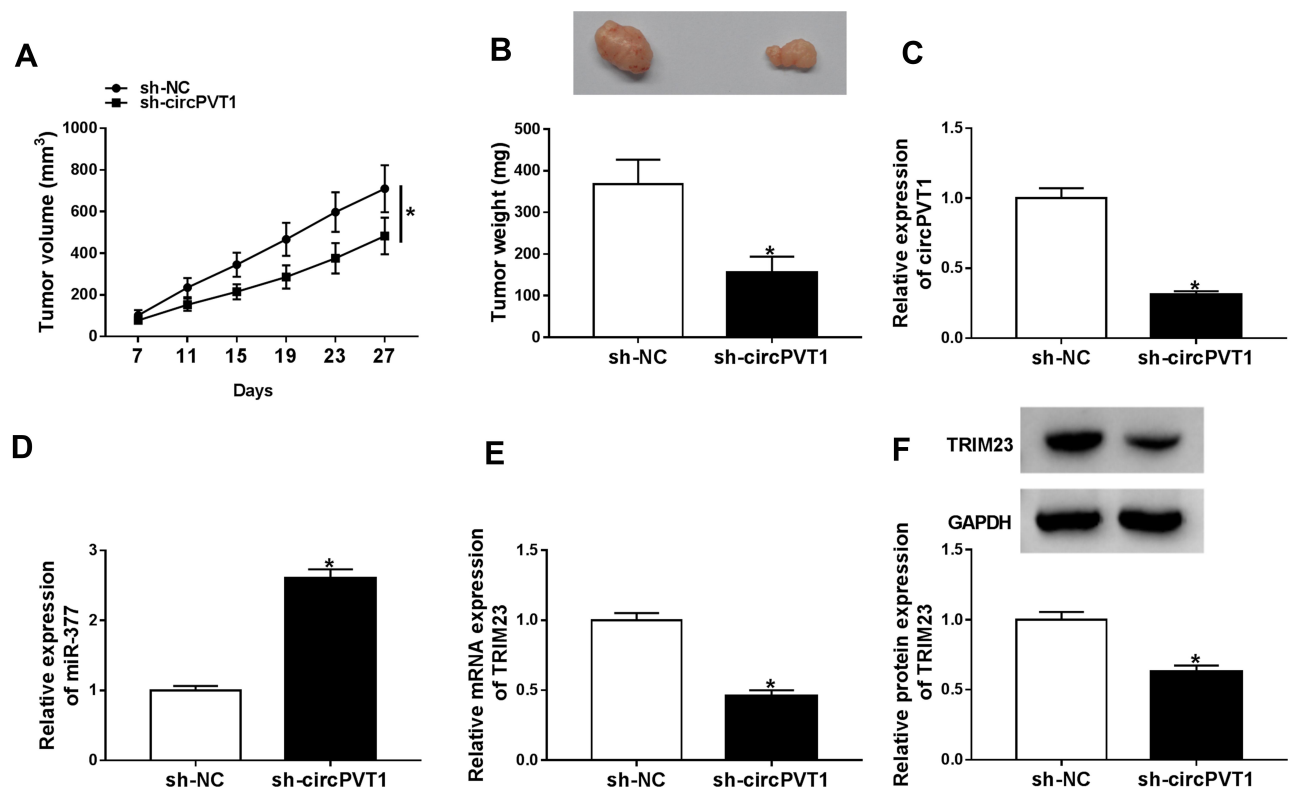 A
sh-NC
sh-circPVT1
Tumor volume (mm³)
1000
800
600
400
200
0
*
7 11 15 19 23 27
Days
B
Tumor weight (mg)
500
400
300
200
100
0
*
sh-NC sh-circPVT1
C
Relative expression
of circPVT1
1.5
1.0
0.5
0.0
*
sh-NC sh-circPVT1
D
Relative expression
of miR-377
3
2
1
0
*
sh-NC sh-circPVT1
E
Relative mRNA expression
of TRIM23
1.5
1.0
0.5
0.0
*
sh-NC sh-circPVT1
F
TRIM23
GAPDH
Relative protein expression
of TRIM23
1.5
1.0
0.5
0.0
*
sh-NC sh-circPVT1